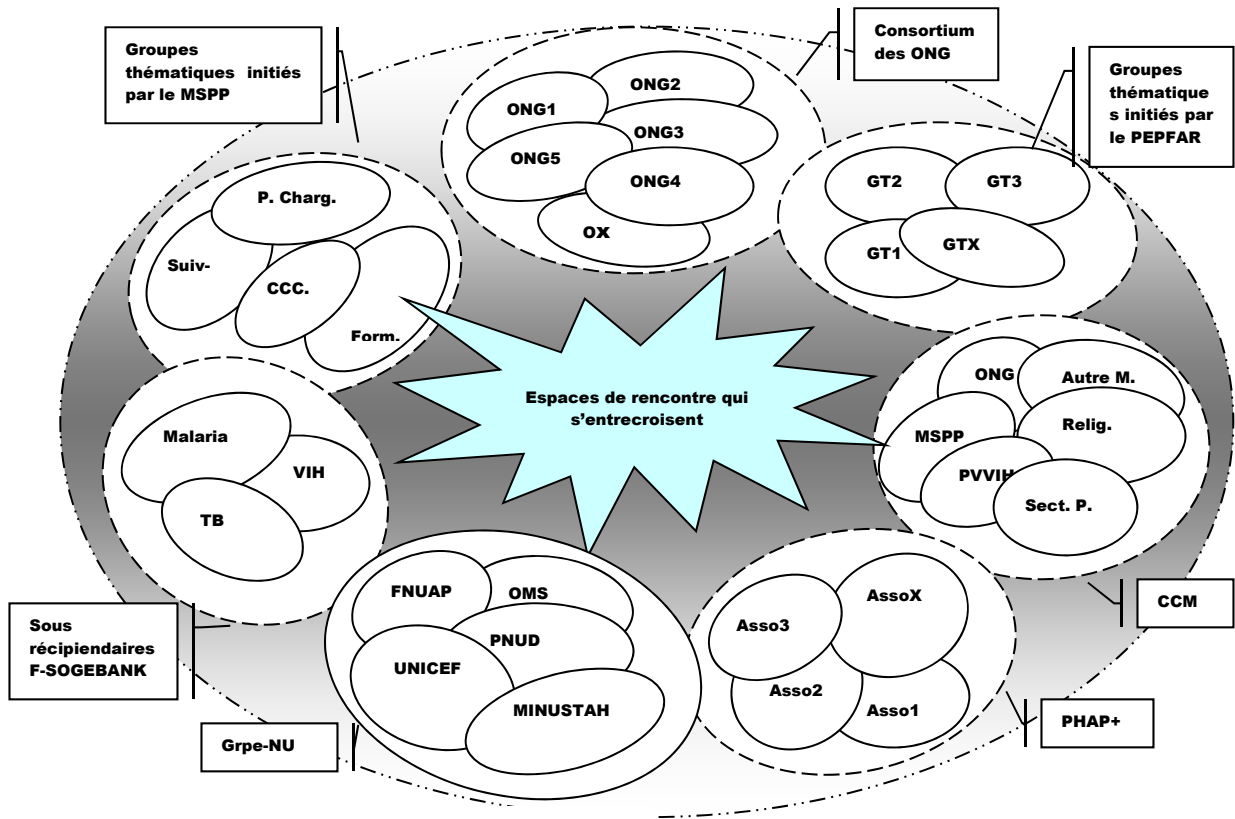 Groupes
thématiques initiés
par le MSPP
Consortium
des ONG
Groupes
thématique
s initiés par
le PEPFAR
ONG1
ONG2
ONG3
ONG5
ONG4
OX
GT2
GT3
GT1
GTX
P. Charg.
Suiv-
CCC.
Form.
Espaces de rencontre qui
s’entrecroisent
ONG
Autre M.
MSPP
Relig.
PVVIH
Sect. P.
Malaria
VIH
TB
FNUAP
OMS
PNUD
UNICEF
MINUSTAH
AssoX
Asso3
Asso2
Asso1
Sous
récipiendaires
F-SOGEBANK
Grpe-NU
CCM
PHAP+